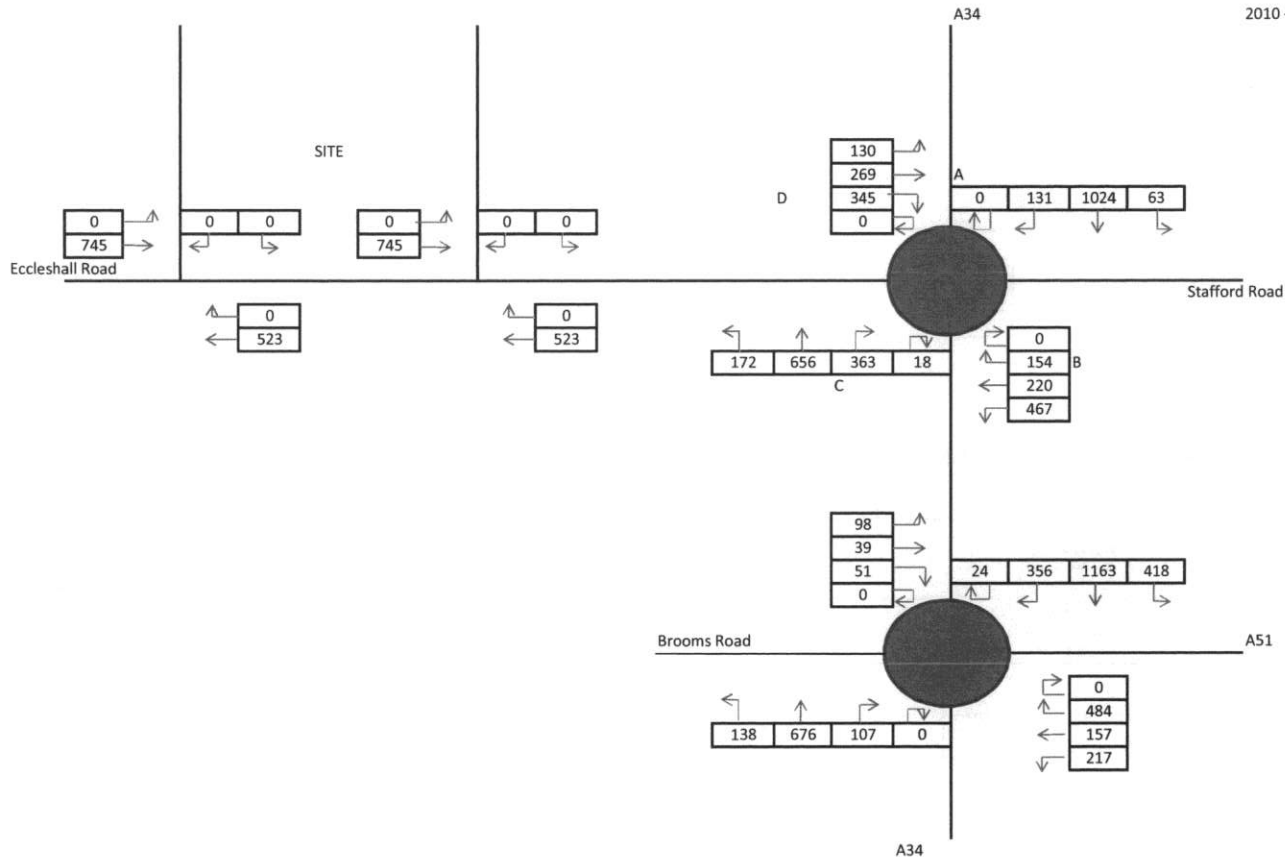 A34
2010
SITE
130
269
345
0
D
A
0 131 1024 63
0
745
0 0
0
745
0 0
Eccleshall Road
Stafford Road
0
523
0
523
172 656 363 18
C
0
154
220
467
B
98
39
51
0
24 356 1163 418
Brooms Road
A51
138 676 107 0
0
484
157
217
A34